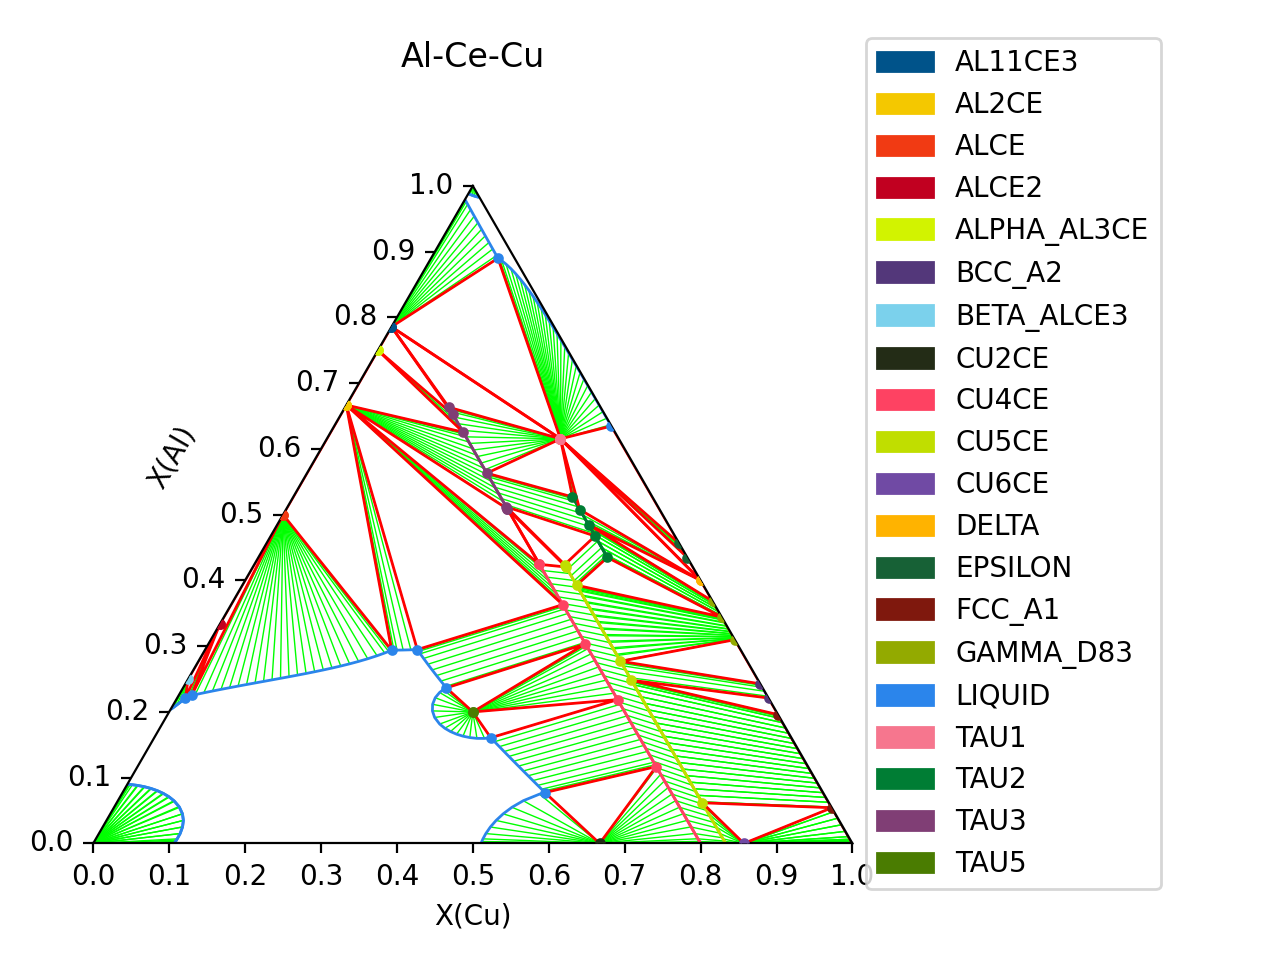 Al-Ce-Cu
1.0
0.9
0.8
0.7
0.6
0.5
0.4
0.3
0.2
0.1
0.0
X(Al)
0.0 0.1 0.2 0.3 0.4 0.5 0.6 0.7 0.8 0.9 1.0
X(Cu)
AL11CE3
AL2CE
ALCE
ALCE2
ALPHA_AL3CE
BCC_A2
BETA_ALCE3
CU2CE
CU4CE
CU5CE
CU6CE
DELTA
EPSILON
FCC_A1
GAMMA_D83
LIQUID
TAU1
TAU2
TAU3
TAU5